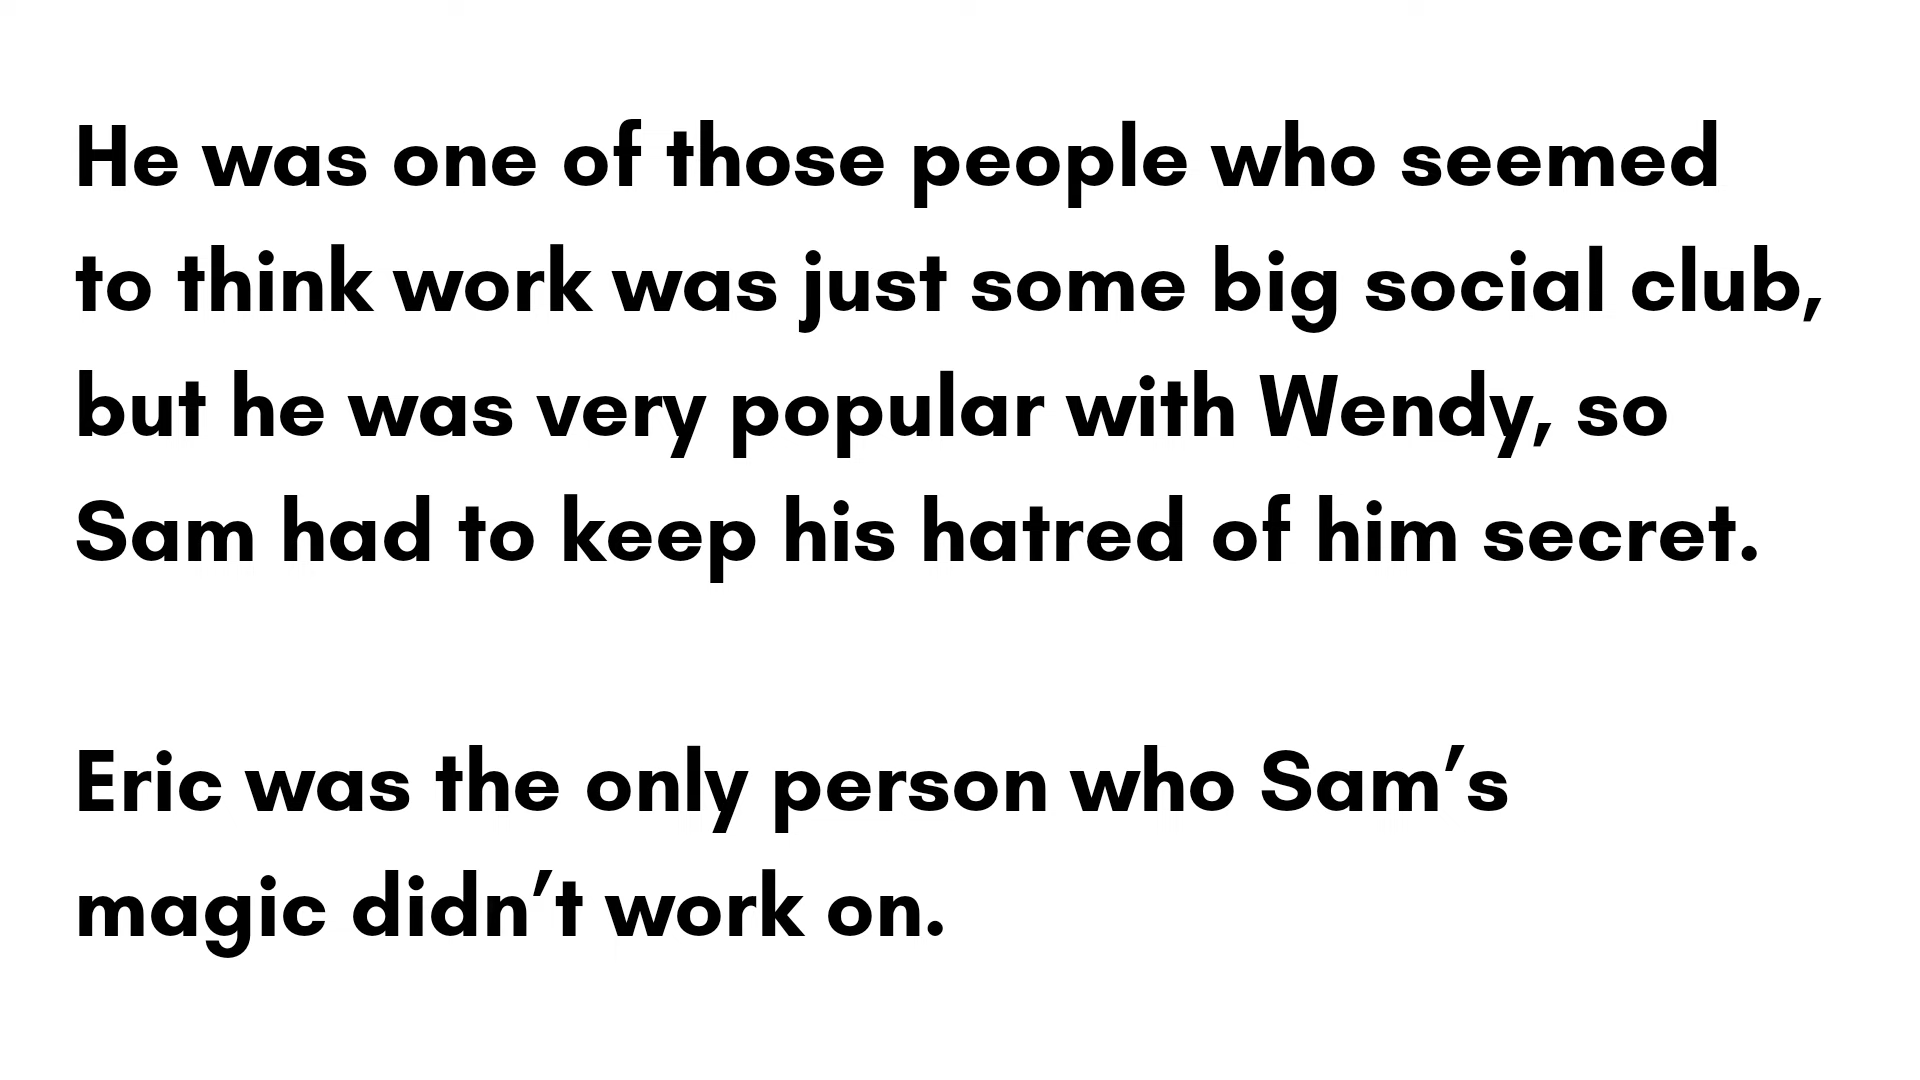 He was one of those people who seemed
to think work was just some big social club,
but he was very popular with Wendy, so
Sam had to keep his hatred of him secret.
Eric was the only person who Sam’s
magic didn’t work on.